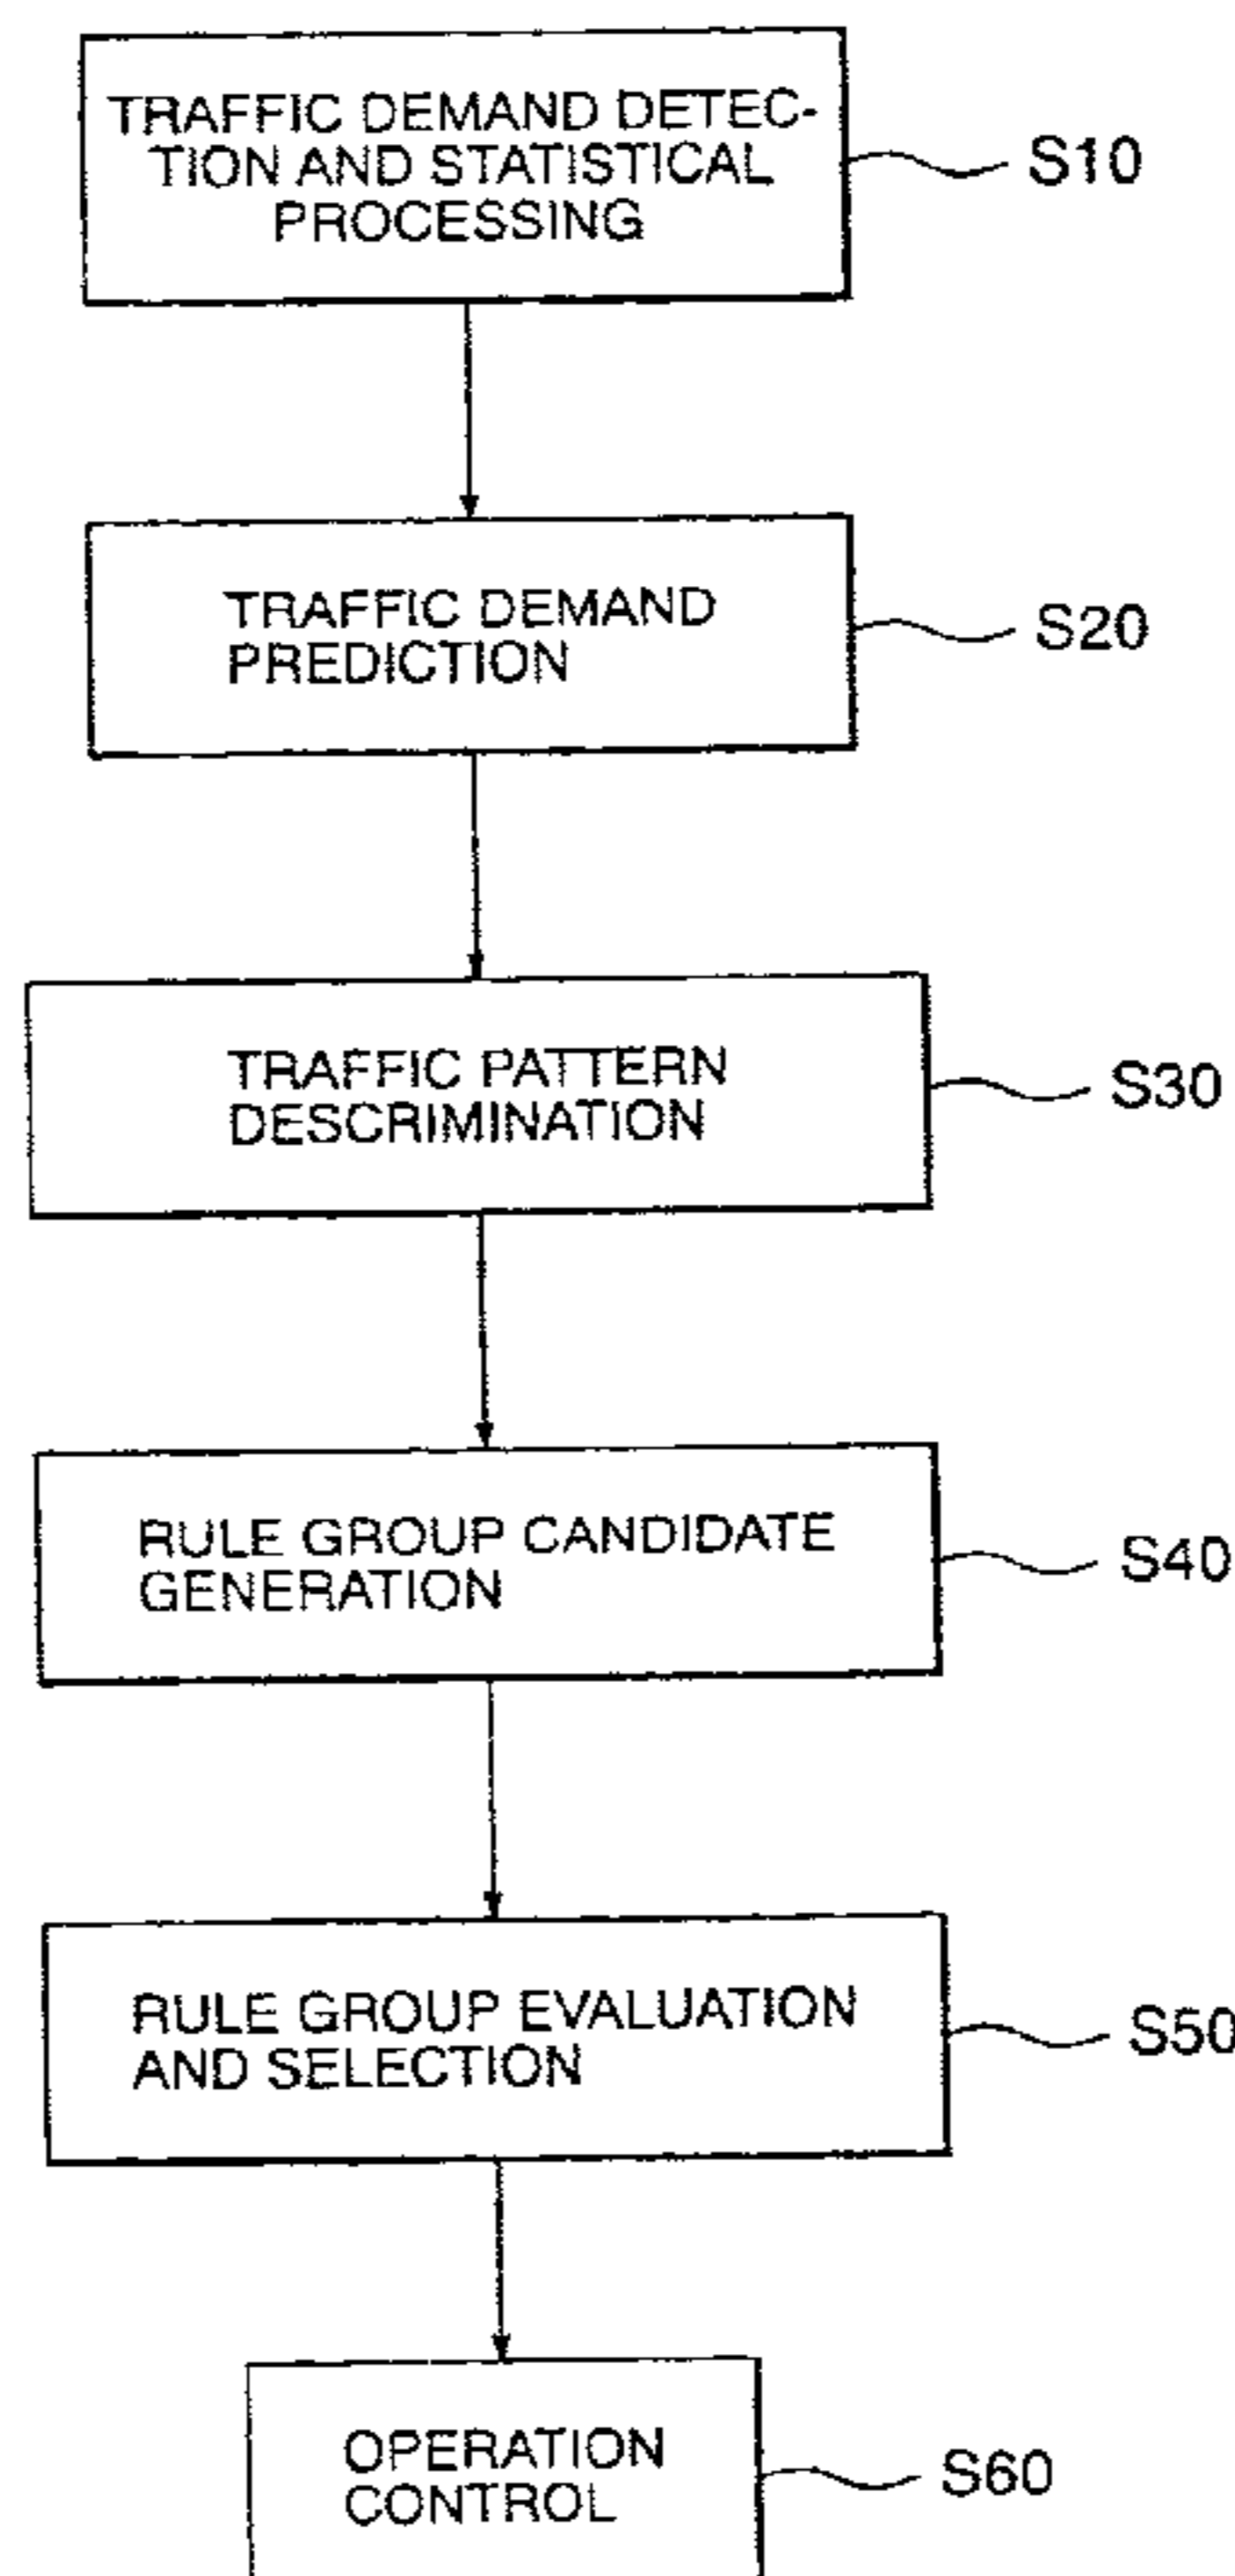 TRAFFIC DEMAND DETEC-
TION AND STATISTICAL
PROCESSING
S10
TRAFFIC DEMAND
PREDICTION
S20
TRAFFIC PATTERN
DESCRIMINATION
S30
RULE GROUP CANDIDATE
GENERATION
S40
RULE GROUP EVALUATION
AND SELECTION
S50
OPERATION
CONTROL
S60